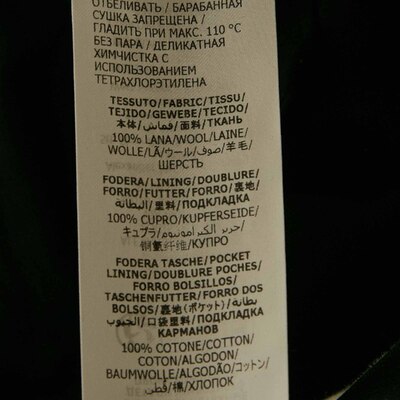 ОТБЕЛИВАТЬ / БАРАБАННАЯ
СУШКА ЗАПРЕЩЕНА /
ГЛАДИТЬ ПРИ МАКС. 110 °C
БЕЗ ПАРА / ДЕЛИКАТНАЯ
ХИМЧИСТКА С
ИСПОЛЬЗОВАНИЕМ
ТЕТРАХЛОРЭТИЛЕНА
TESSUTO/FABRIC/TISSU/
TEJIDO/GEWEBE/TECIDO/
本体/قماش/面料/ТКАНЬ
100% LANA/WOOL/LAINE/
WOLLE/LÃ/ウール/صوف/羊毛/
ШЕРСТЬ
FODERA/LINING/DOUBLURE/
FORRO/FUTTER/FORRO/裏地/
البطانة/里料/ПОДКЛАДКА
100% CUPRO/KUPFERSEIDE/
キュプラ/حرير الكبرامونيوم/
铜氨纤维/КУПРО
FODERA TASCHE/POCKET
LINING/DOUBLURE POCHES/
FORRO BOLSILLOS/
TASCHENFUTTER/FORRO DOS
BOLSOS/裏地(ポケット)/بطانة
الجيوب/口袋里料/ПОДКЛАДКА
КАРМАНОВ
100% COTONE/COTTON/
COTON/ALGODON/
BAUMWOLLE/ALGODÃO/コットン/
قطن/棉/ХЛОПОК